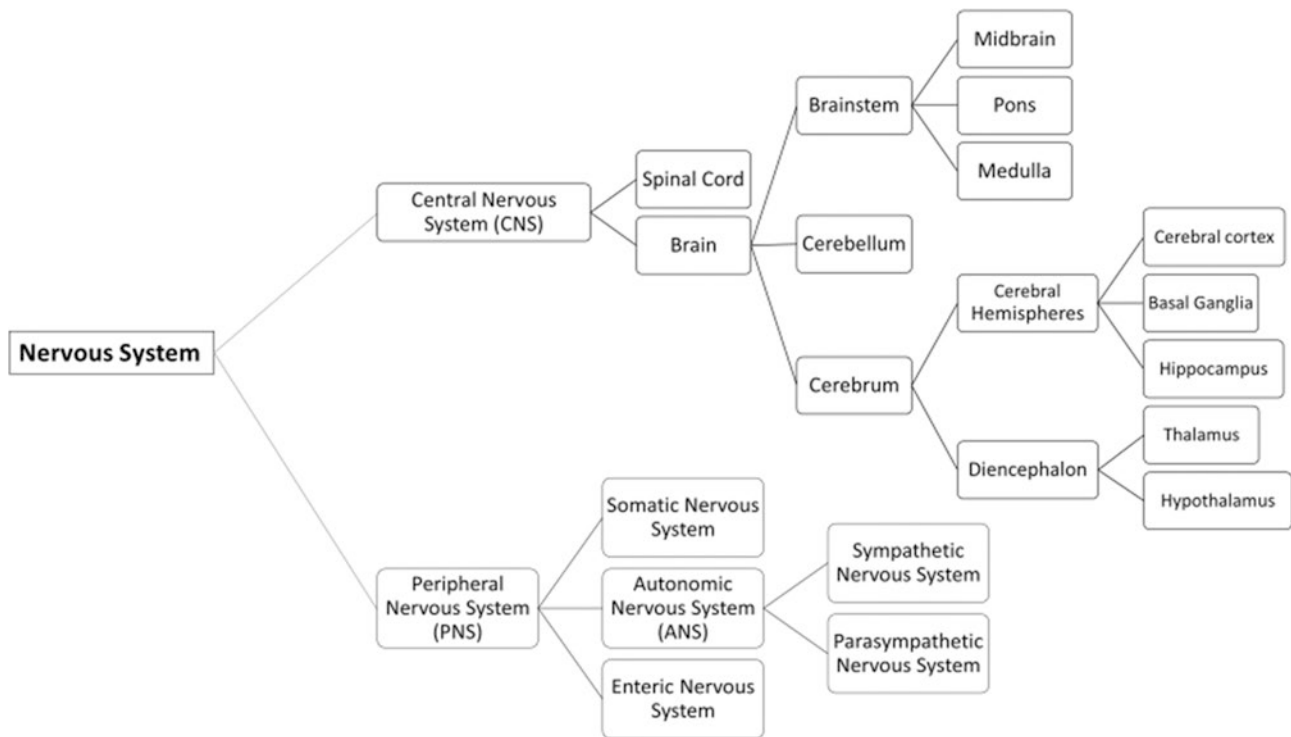 Nervous System
Central Nervous
System (CNS)
Spinal Cord
Brain
Brainstem
Midbrain
Pons
Medulla
Cerebellum
Cerebrum
Cerebral
Hemispheres
Cerebral cortex
Basal Ganglia
Hippocampus
Diencephalon
Thalamus
Hypothalamus
Peripheral
Nervous System
(PNS)
Somatic Nervous
System
Autonomic
Nervous System
(ANS)
Sympathetic
Nervous System
Parasympathetic
Nervous System
Enteric Nervous
System